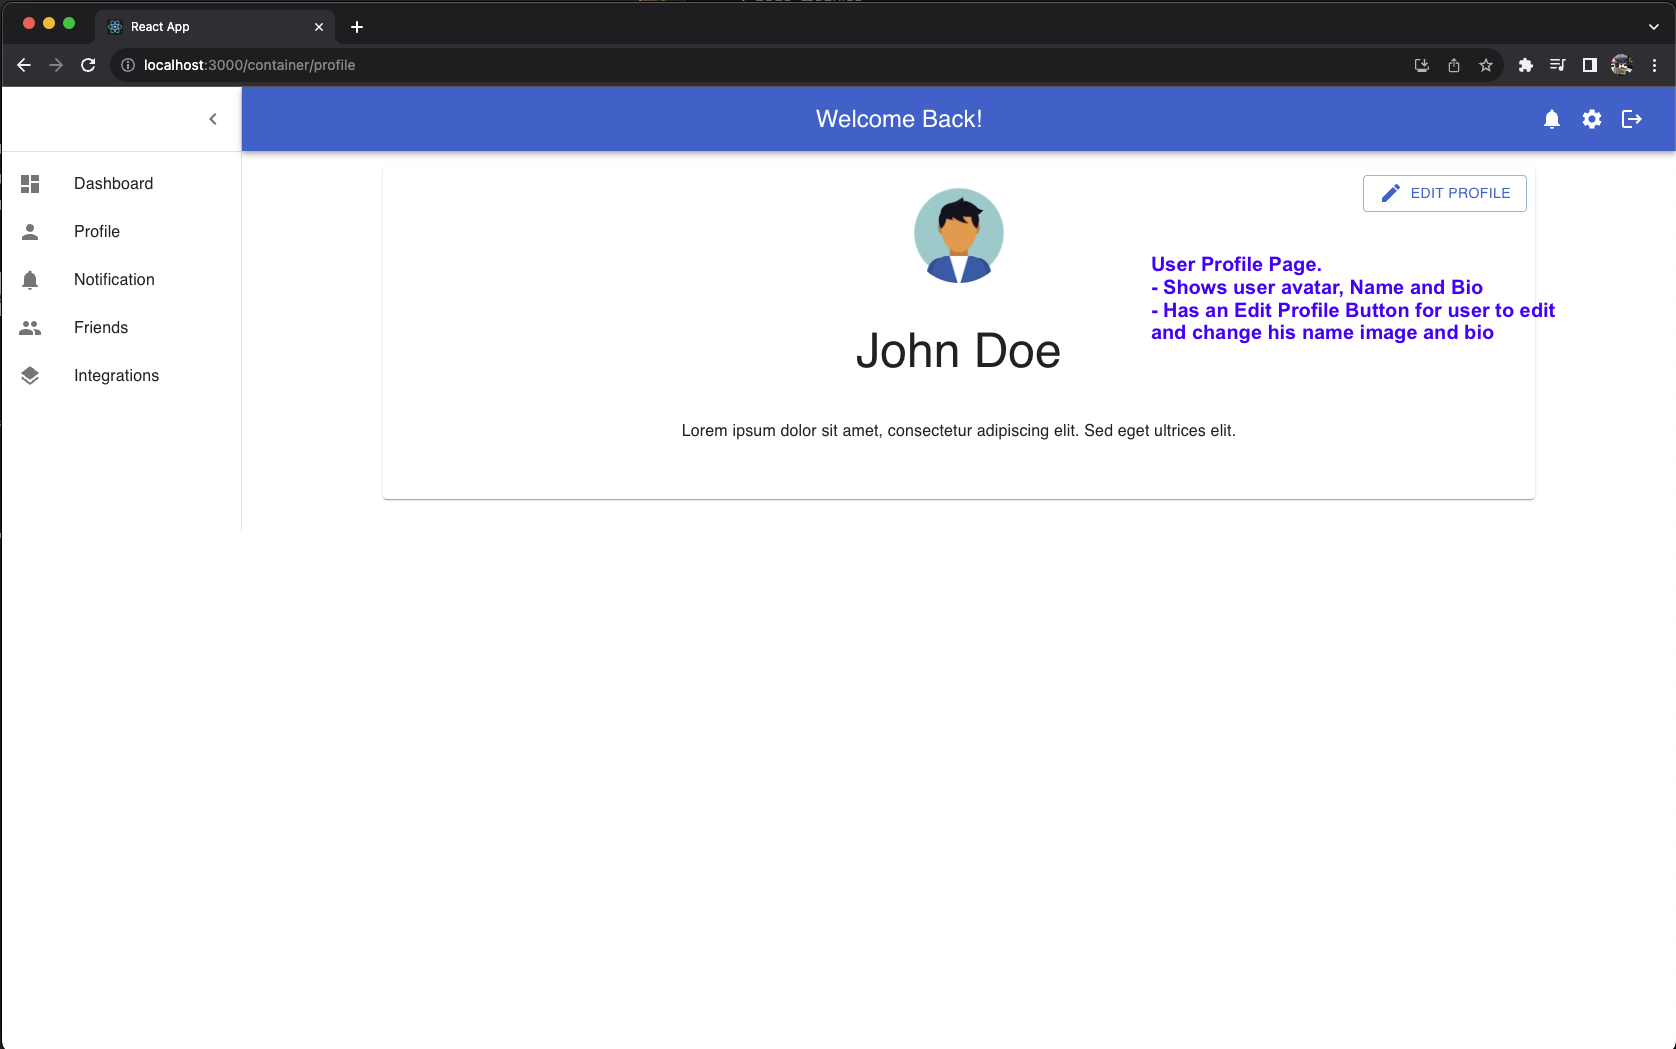 React App
localhost:3000/container/profile
Welcome Back!
Dashboard
Profile
Notification
Friends
Integrations
EDIT PROFILE
User Profile Page.
- Shows user avatar, Name and Bio
- Has an Edit Profile Button for user to edit
and change his name image and bio
John Doe
Lorem ipsum dolor sit amet, consectetur adipiscing elit. Sed eget ultrices elit.